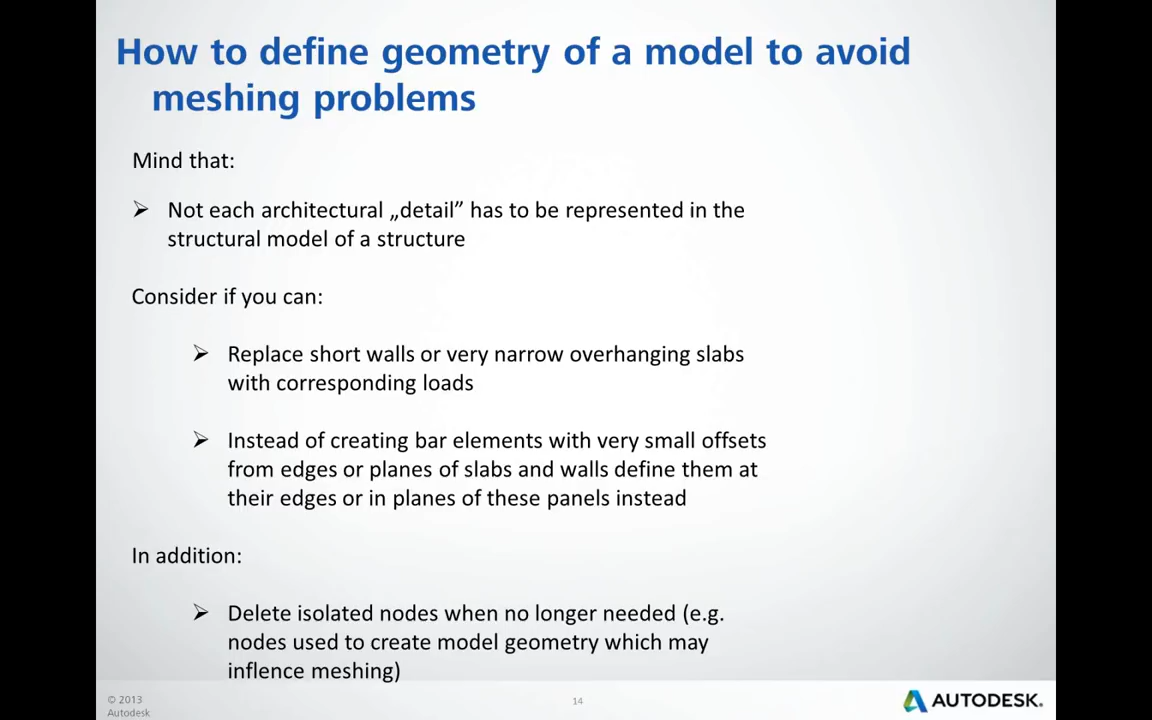 How to define geometry of a model to avoid
meshing problems
Mind that:
➢ Not each architectural „detail” has to be represented in the
structural model of a structure
Consider if you can:
➢ Replace short walls or very narrow overhanging slabs
with corresponding loads
➢ Instead of creating bar elements with very small offsets
from edges or planes of slabs and walls define them at
their edges or in planes of these panels instead
In addition:
➢ Delete isolated nodes when no longer needed (e.g.
nodes used to create model geometry which may
inflence meshing)
© 2013
Autodesk
14
AUTODESK.